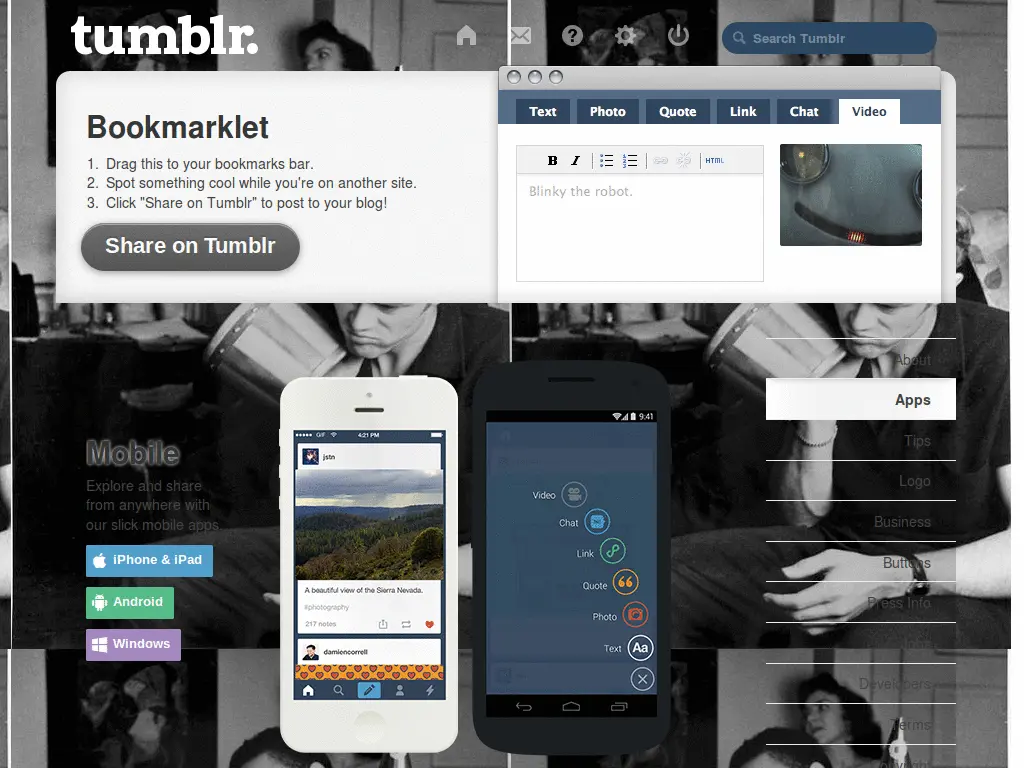 tumblr.
Search Tumblr
Bookmarklet
1. Drag this to your bookmarks bar.
2. Spot something cool while you're on another site.
3. Click "Share on Tumblr" to post to your blog!
Share on Tumblr
Text Photo Quote Link Chat Video
B I HTML
Blinky the robot.
About
Apps
Tips
Logo
Business
Buttons
Press Info
Developers
Terms
Mobile
Explore and share
from anywhere with
our slick mobile apps
iPhone & iPad
Android
Windows
GIF 4:21 PM
jstn
A beautiful view of the Sierra Nevada.
#photography
217 notes
damiencorrell
9:41
Video
Chat
Link
Quote
Photo
Text Aa